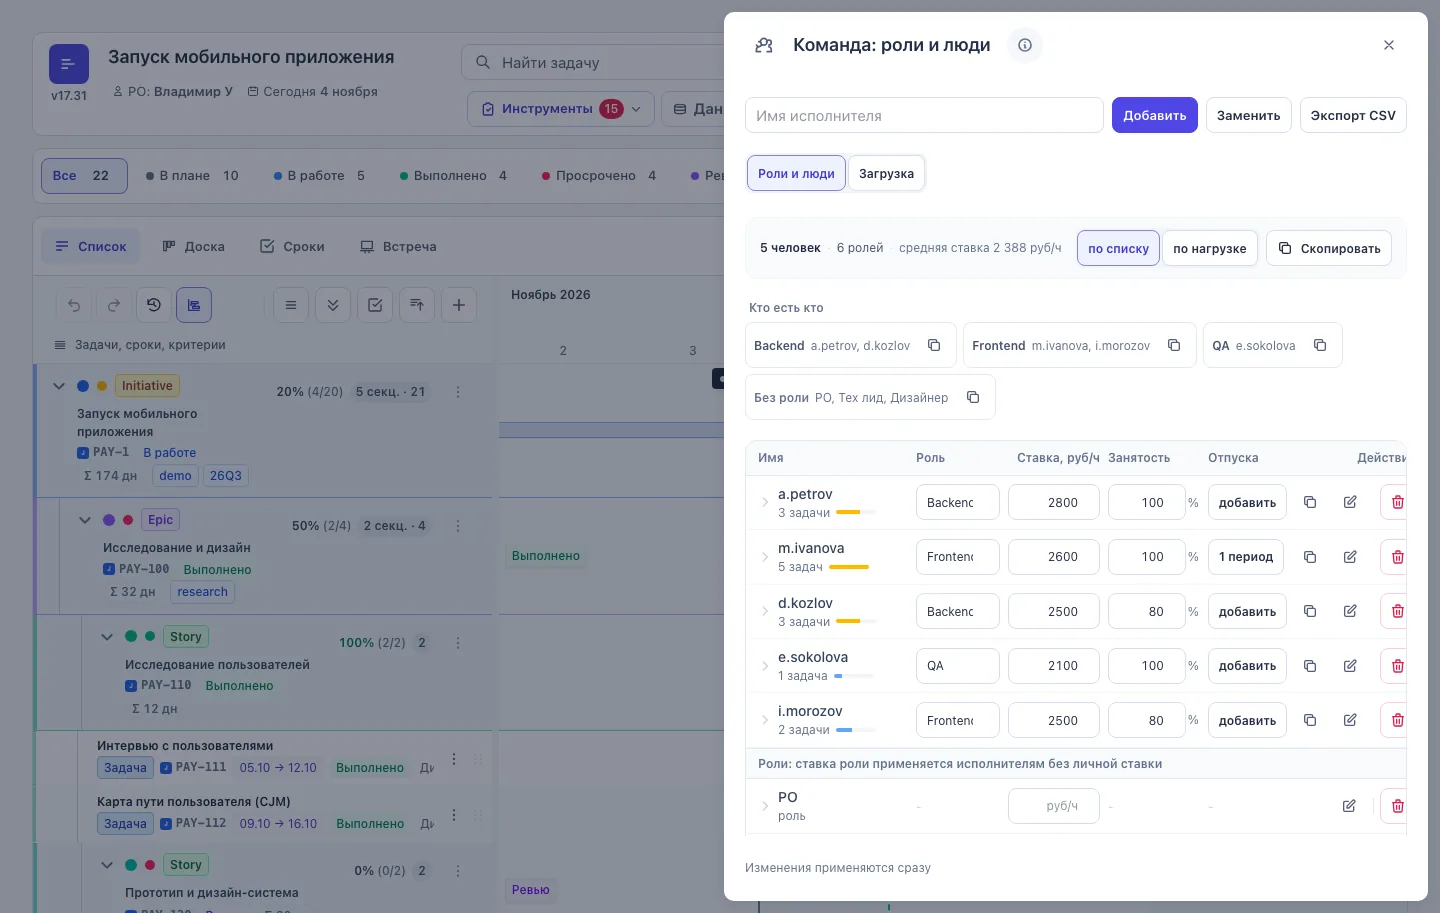 Запуск мобильного приложения
v17.31
PO: Владимир У
Сегодня 4 ноября
Найти задачу
Инструменты 15
Все 22
В плане 10
В работе 5
Выполнено 4
Просрочено 4
Список
Доска
Сроки
Встреча
Ноябрь 2026
Задачи, сроки, критерии
2
3
Initiative
20% (4/20)
5 секц. · 21
Запуск мобильного
приложения
PAY-1 В работе
Σ 174 дн demo 26Q3
Epic
50% (2/4)
2 секц. · 4
Исследование и дизайн
PAY-100 Выполнено
Σ 32 дн research
Выполнено
Story
100% (2/2) 2
Исследование пользователей
PAY-110 Выполнено
Σ 12 дн
Интервью с пользователями
Задача PAY-111 05.10 → 12.10 Выполнено
Карта пути пользователя (CJM)
Задача PAY-112 09.10 → 16.10 Выполнено
Story
0% (0/2) 2
Прототип и дизайн-система
Ревью
Команда: роли и люди
Имя исполнителя
Добавить
Заменить
Экспорт CSV
Роли и люди
Загрузка
5 человек · 6 ролей · средняя ставка 2 388 руб/ч
по списку
по нагрузке
Скопировать
Кто есть кто
Backend a.petrov, d.kozlov
Frontend m.ivanova, i.morozov
QA e.sokolova
Без роли PO, Тех лид, Дизайнер
Имя Роль Ставка, руб/ч Занятость Отпуска
a.petrov
3 задачи
2800 100 % добавить
m.ivanova
5 задач
2600 100 % 1 период
d.kozlov
3 задачи
2500 80 % добавить
e.sokolova
1 задача
QA 2100 100 % добавить
i.morozov
2 задачи
2500 80 % добавить
Роли: ставка роли применяется исполнителям без личной ставки
PO
роль
- руб/ч - -
Изменения применяются сразу